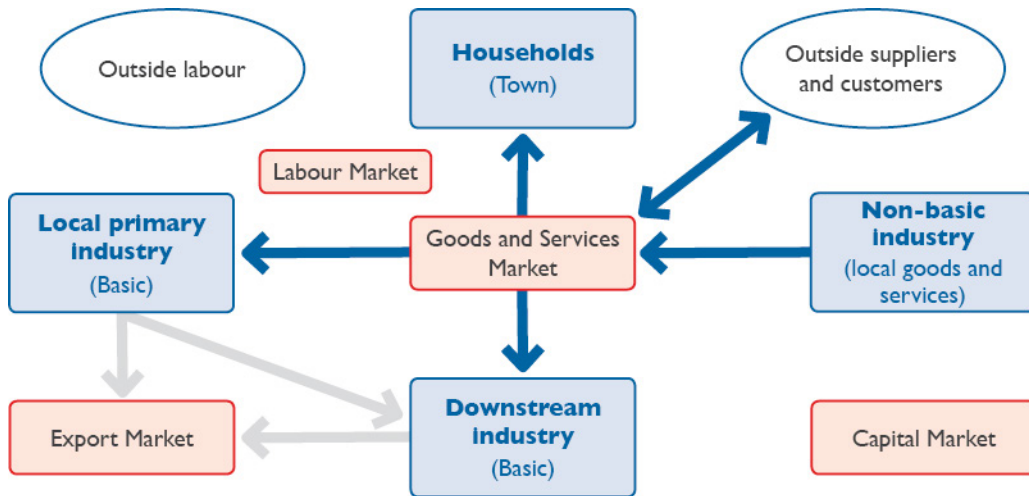 Outside labour
Households
(Town)
Outside suppliers
and customers
Labour Market
Local primary
industry
(Basic)
Goods and Services
Market
Non-basic
industry
(local goods and
services)
Export Market
Downstream
industry
(Basic)
Capital Market